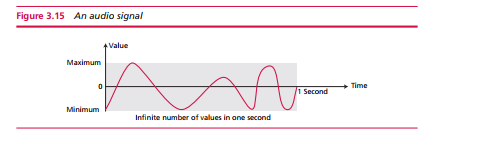 Figure 3.15 An audio signal
Value
Maximum
0
Time
1 Second
Minimum
Infinite number of values in one second